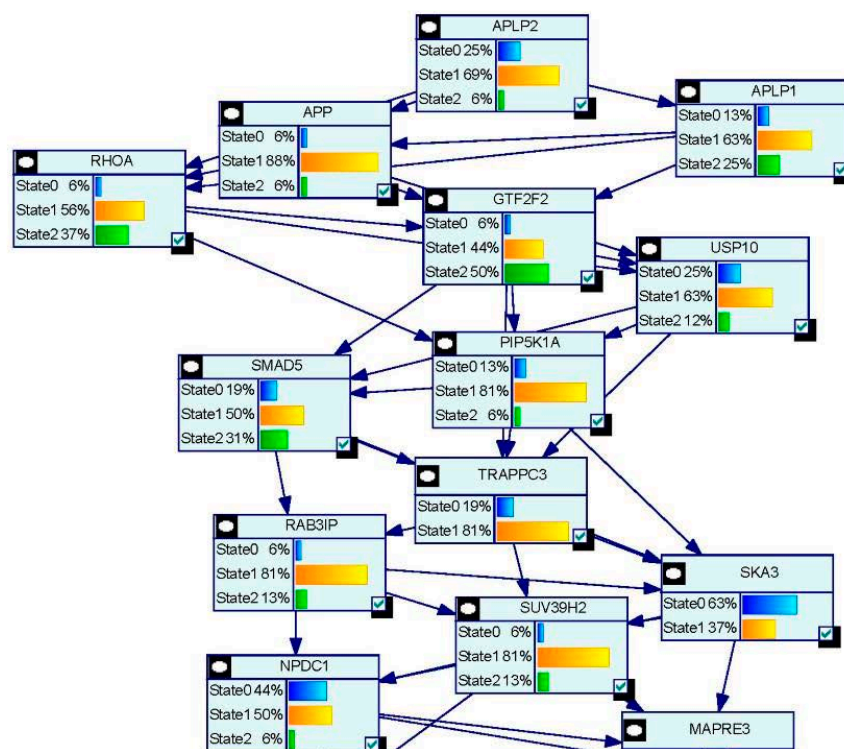 APLP2
State0 25%
State1 69%
State2 6%
APLP1
State0 13%
State1 63%
State2 25%
APP
State0 6%
State1 88%
State2 6%
RHOA
State0 6%
State1 56%
State2 37%
GTF2F2
State0 6%
State1 44%
State2 50%
USP10
State0 25%
State1 63%
State2 12%
PIP5K1A
State0 13%
State1 81%
State2 6%
SMAD5
State0 19%
State1 50%
State2 31%
TRAPPC3
State0 19%
State1 81%
RAB3IP
State0 6%
State1 81%
State2 13%
SKA3
State0 63%
State1 37%
SUV39H2
State0 6%
State1 81%
State2 13%
NPDC1
State0 44%
State1 50%
State2 6%
MAPRE3